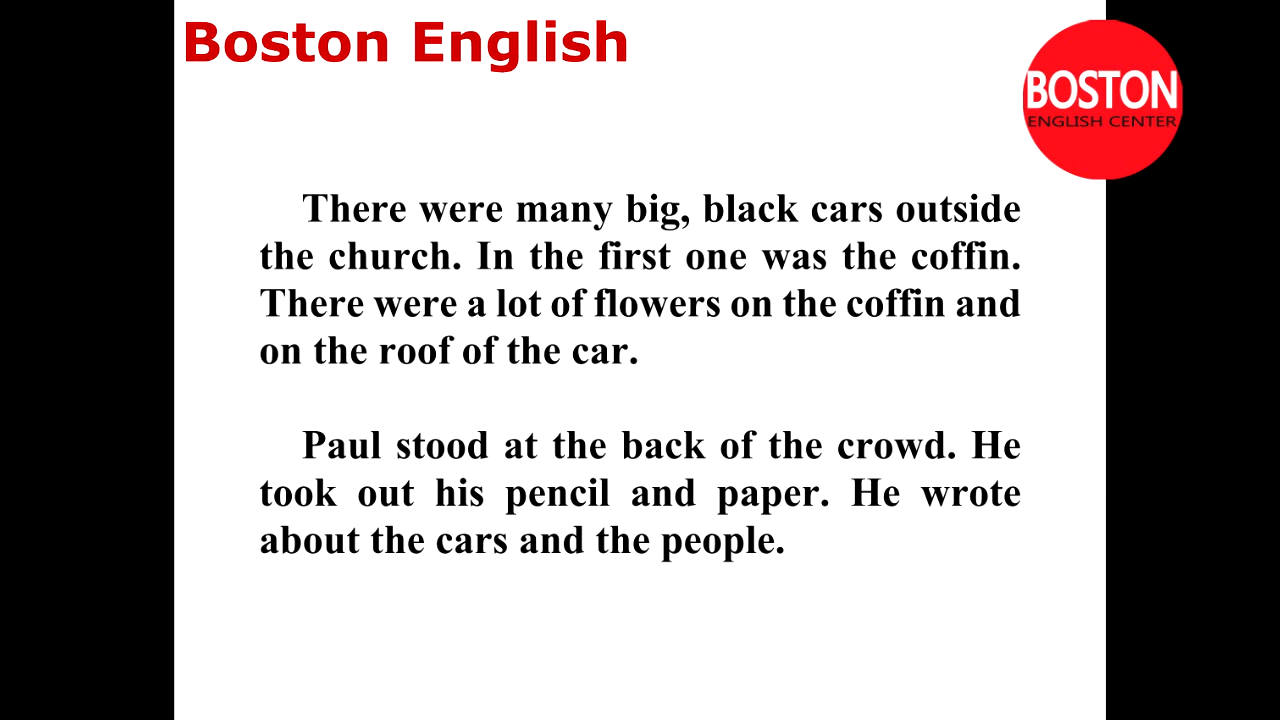 Boston English
BOSTON
ENGLISH CENTER
There were many big, black cars outside
the church. In the first one was the coffin.
There were a lot of flowers on the coffin and
on the roof of the car.
Paul stood at the back of the crowd. He
took out his pencil and paper. He wrote
about the cars and the people.